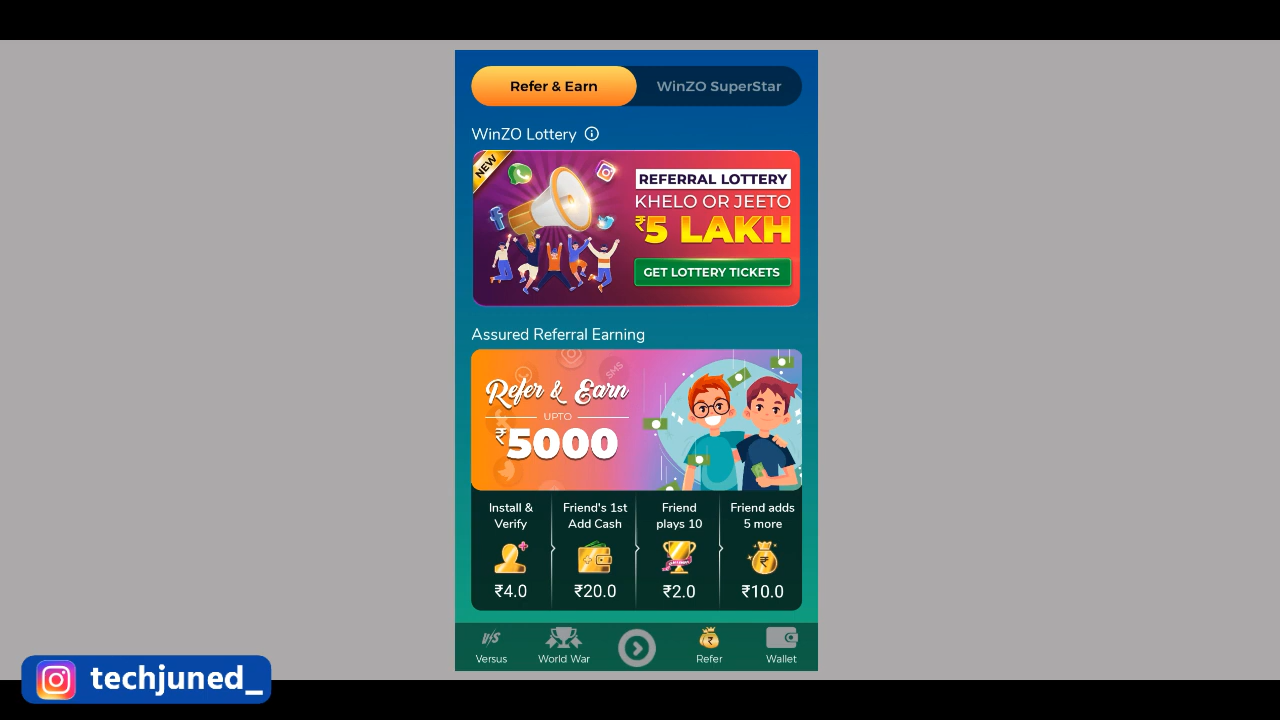 Refer & Earn
WinZO SuperStar
WinZO Lottery
NEW
REFERRAL LOTTERY
KHELO OR JEETO
₹5 LAKH
GET LOTTERY TICKETS
Assured Referral Earning
SMS
Refer & Earn
UPTO
₹5000
Install &
Verify
₹4.0
Friend's 1st
Add Cash
₹20.0
Friend
plays 10
₹2.0
Friend adds
5 more
₹10.0
V/S
Versus
World War
Refer
Wallet
techjuned_